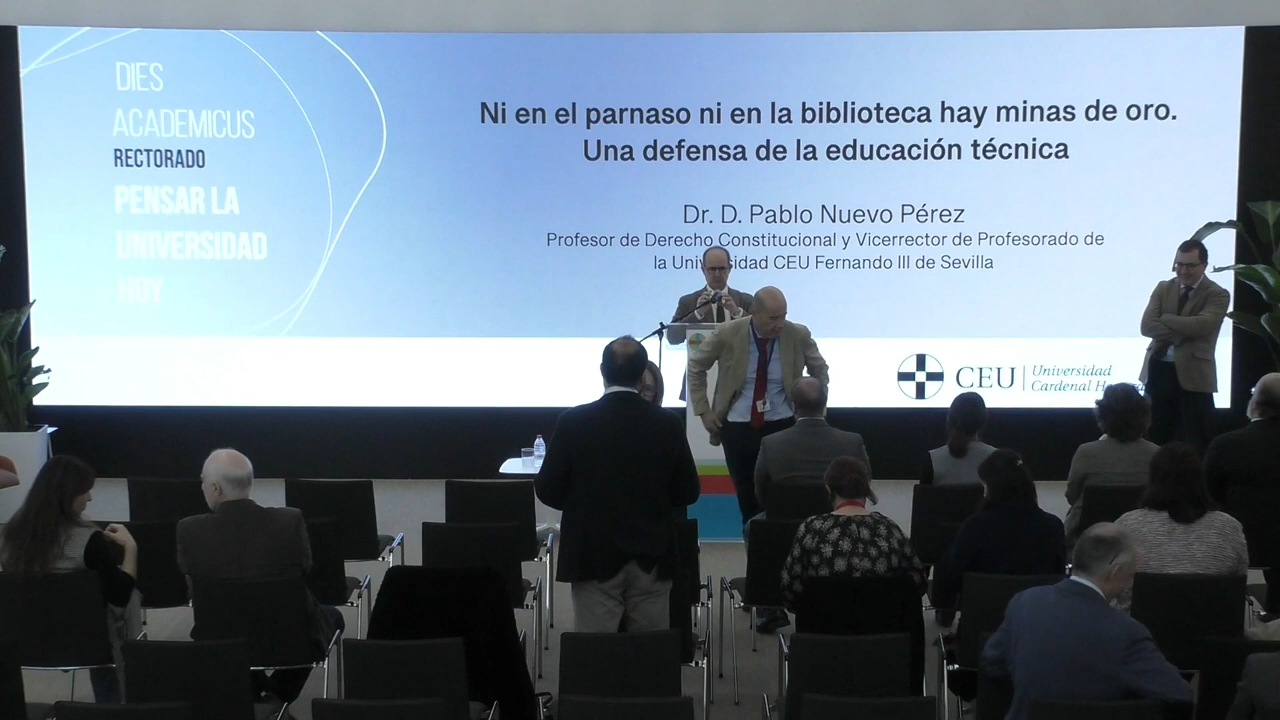 DIES
ACADEMICUS
RECTORADO
PENSAR LA
UNIVERSIDAD
HOY
Ni en el parnaso ni en la biblioteca hay minas de oro.
Una defensa de la educación técnica
Dr. D. Pablo Nuevo Pérez
Profesor de Derecho Constitucional y Vicerrector de Profesorado de
la Universidad CEU Fernando III de Sevilla
CEU
Universidad
Cardenal